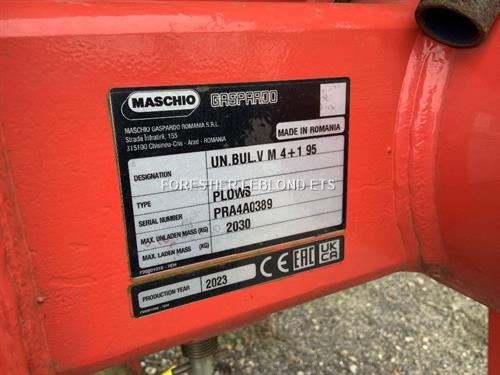 MASCHIO GASPARDO
MASCHIO GASPARDO ROMANIA S.R.L.
Strada Înfratirii, 155
315100 Chisineu-Cris - Arad - ROMANIA
MADE IN ROMANIA
DESIGNATION UN.BUL.V M 4+1 95
TYPE PLOWS
FORESTIER LEBLOND ETS
SERIAL NUMBER PRA4A0389
MAX. UNLADEN MASS (KG) 2030
MAX. LADEN MASS (KG)
PRODUCTION YEAR 2023 CE EAC UK CA